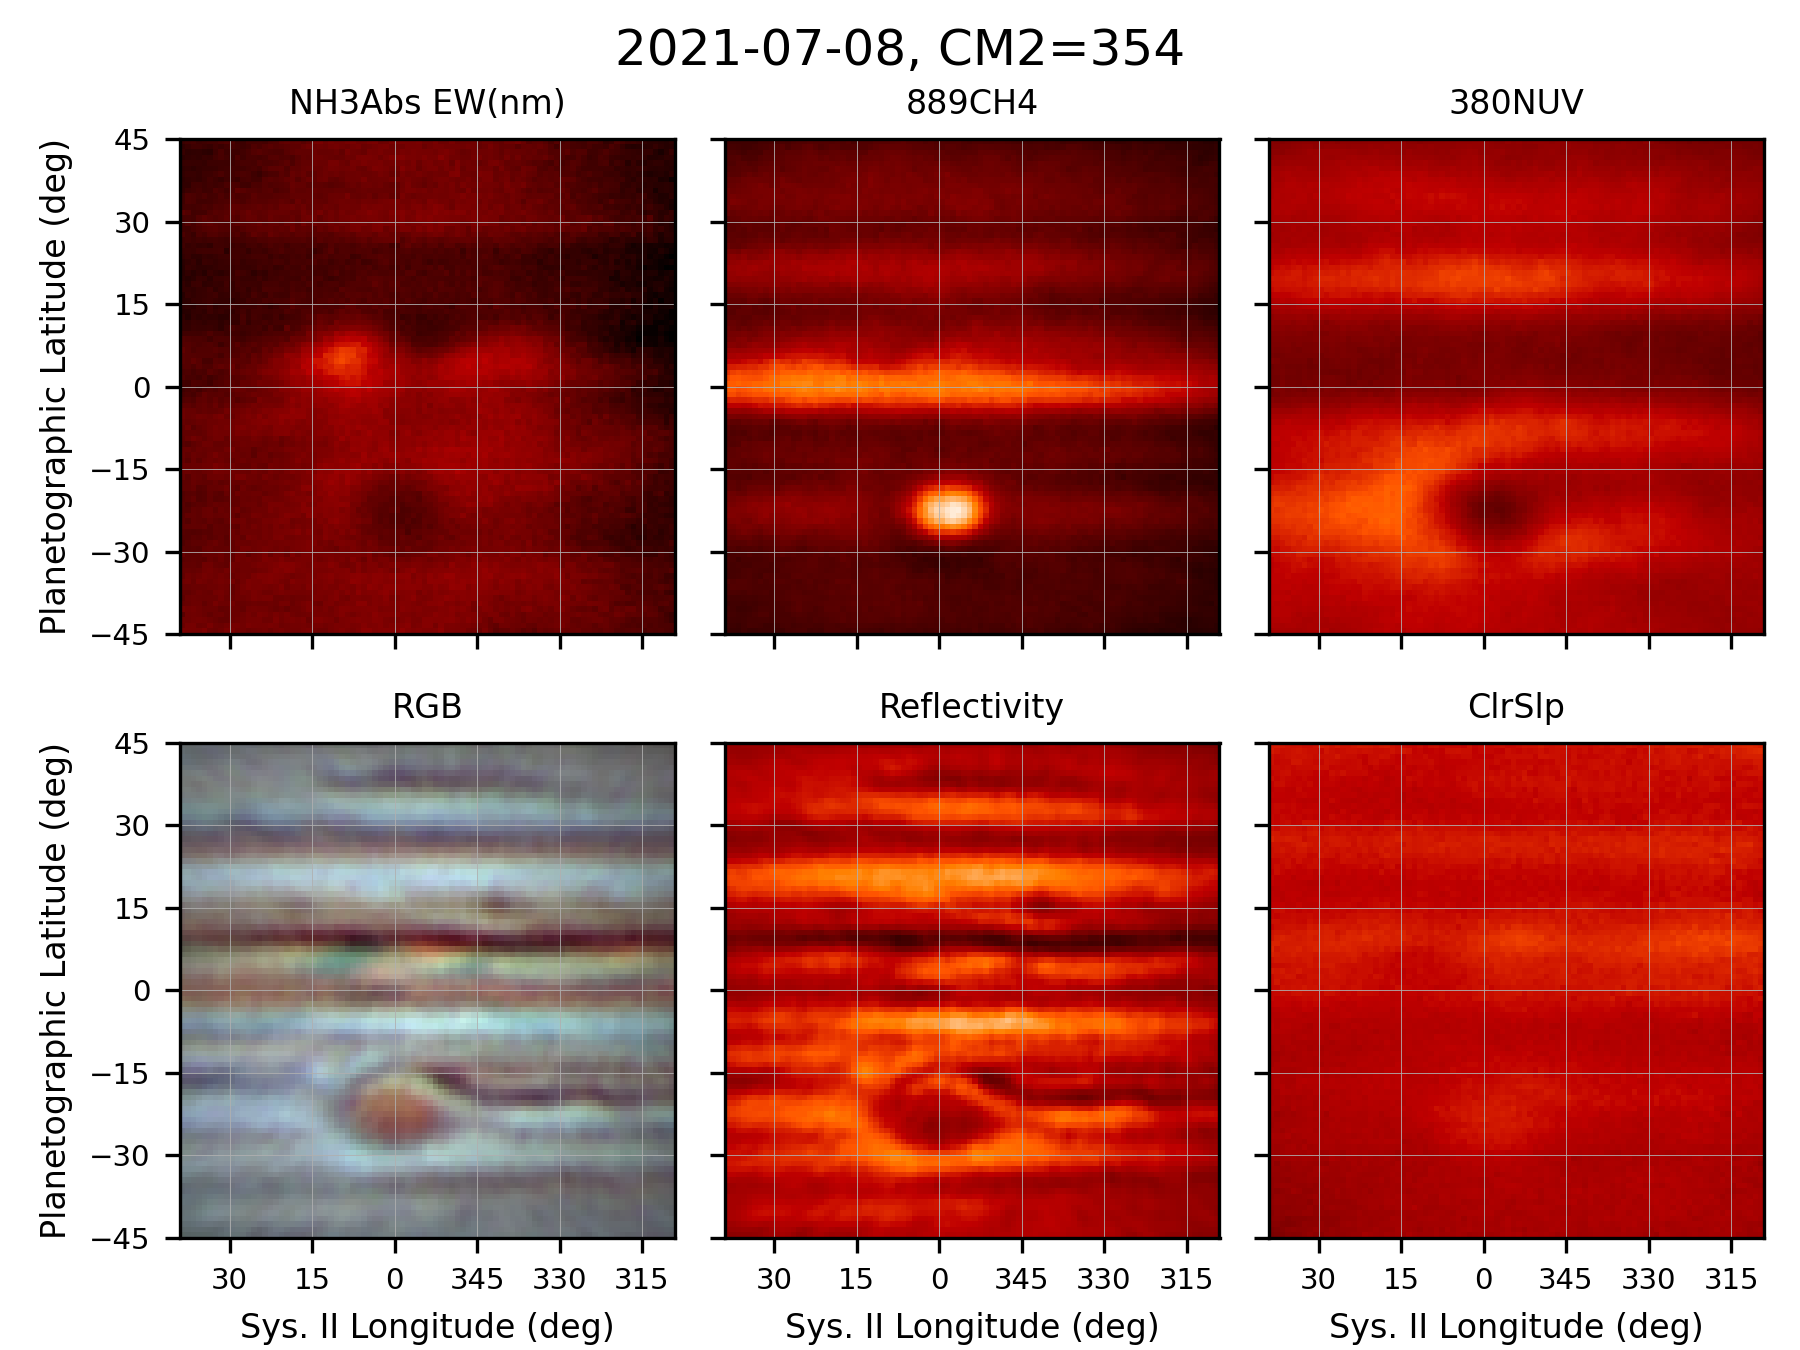 2021-07-08, CM2=354
NH3Abs EW(nm)
889CH4
380NUV
Planetographic Latitude (deg)
45
30
15
0
−15
−30
−45
RGB
Reflectivity
ClrSlp
Planetographic Latitude (deg)
45
30
15
0
−15
−30
−45
30 15 0 345 330 315
30 15 0 345 330 315
30 15 0 345 330 315
Sys. II Longitude (deg)
Sys. II Longitude (deg)
Sys. II Longitude (deg)